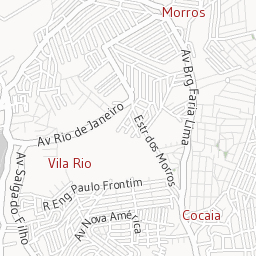 Morros
Av Brg Faria Lima
Av Rio de Janeiro
Estr dos Morros
Av Salgado Filho
Vila Rio
R Eng Paulo Frontim
Av Nova América
Cocaia